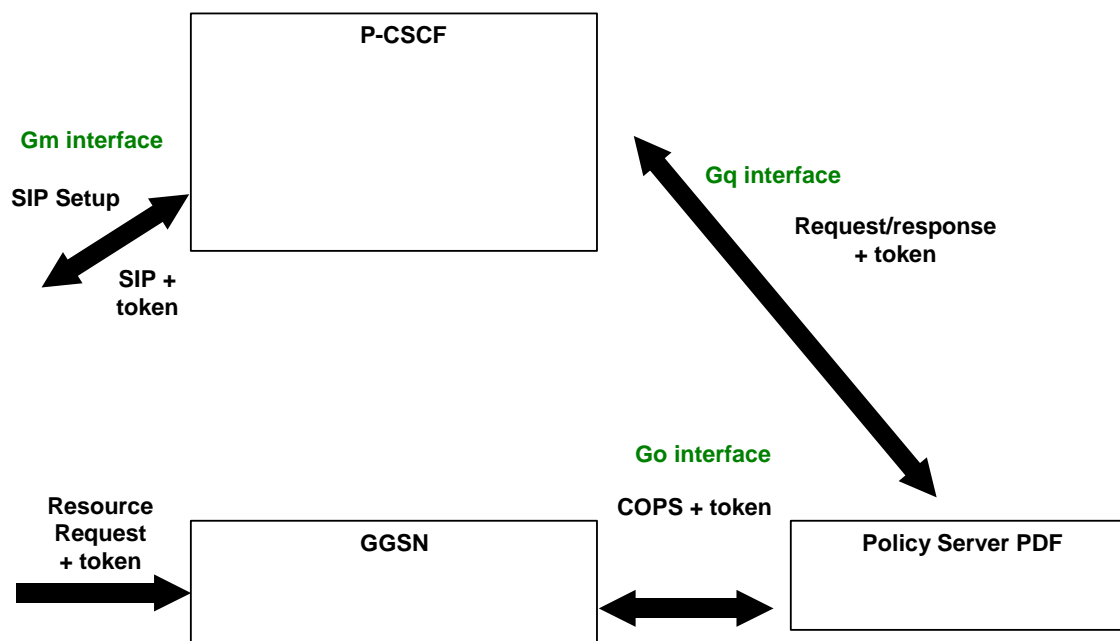 P-CSCF
Gm interface
SIP Setup
SIP +
token
Gq interface
Request/response
+ token
Go interface
COPS + token
Resource
Request
+ token
GGSN
Policy Server PDF